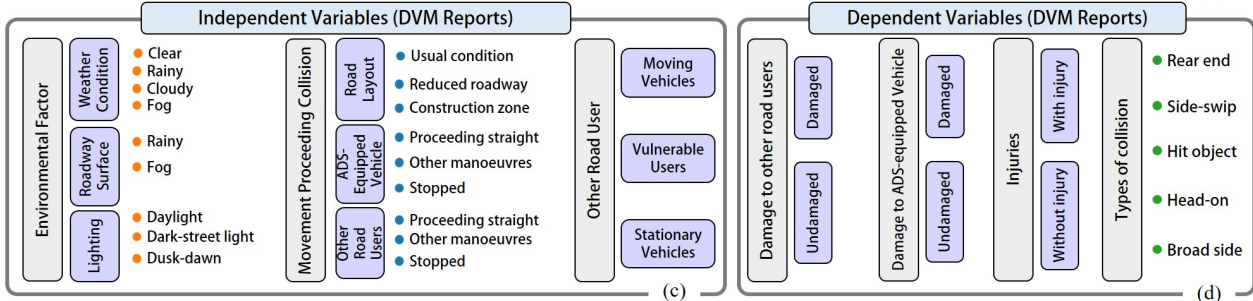 Independent Variables (DVM Reports)
Environmental Factor
Weather
Condition
Clear
Rainy
Cloudy
Fog
Roadway
Surface
Rainy
Fog
Lighting
Daylight
Dark-street light
Dusk-dawn
Movement Proceeding Collision
Road
Layout
Usual condition
Reduced roadway
Construction zone
ADS-
Equipped
Vehicle
Proceeding straight
Other manoeuvres
Stopped
Other
Road
Users
Proceeding straight
Other manoeuvres
Stopped
Other Road User
Moving
Vehicles
Vulnerable
Users
Stationary
Vehicles
(c)
Dependent Variables (DVM Reports)
Damage to other road users
Damaged
Undamaged
Damage to ADS-equipped Vehicle
Damaged
Undamaged
Injuries
With injury
Without injury
Types of collision
Rear end
Side-swip
Hit object
Head-on
Broad side
(d)